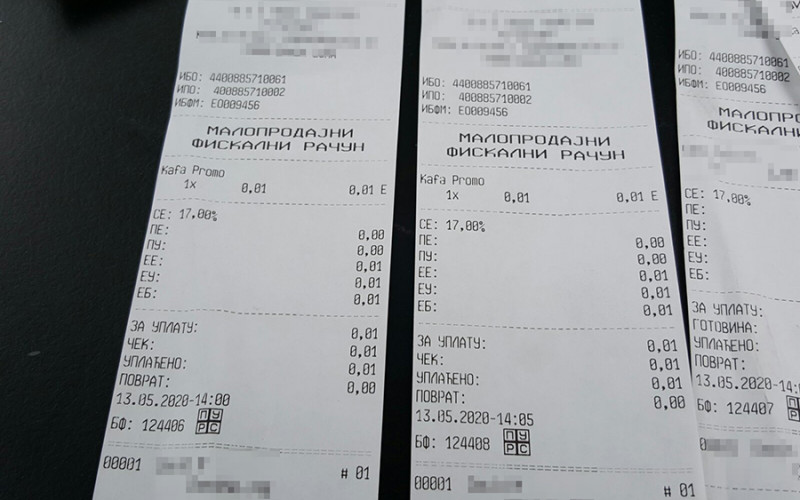 ИБО: 4400885710061
ИПО: 400885710002
ИБФМ: ЕО009456
МАЛОПРОДАЈНИ
ФИСКАЛНИ РАЧУН
Kafa Promo
1x 0,01 0,01 E
СЕ: 17,00%
ПЕ: 0,00
ПУ: 0,00
ЕЕ: 0,01
ЕУ: 0,01
ЕБ: 0,01
ЗА УПЛАТУ: 0,01
ЧЕК: 0,01
УПЛАЋЕНО: 0,01
ПОВРАТ: 0,00
13.05.2020-14:00
БФ: 124406 ПУРС
00001 # 01
ИБО: 4400885710061
ИПО: 400885710002
ИБФМ: ЕО009456
МАЛОПРОДАЈНИ
ФИСКАЛНИ РАЧУН
Kafa Promo
1x 0,01 0,01 E
СЕ: 17,00%
ПЕ: 0,00
ПУ: 0,00
ЕЕ: 0,01
ЕУ: 0,01
ЕБ: 0,01
ЗА УПЛАТУ: 0,01
ЧЕК: 0,01
УПЛАЋЕНО: 0,01
ПОВРАТ: 0,00
13.05.2020-14:05
БФ: 124408 ПУРС
00001 # 01
ИБО: 4400885710061
ИПО: 400885710002
ИБФМ: ЕО009456
СЕ: 17,00%
ПЕ:
ПУ:
ЕЕ:
ЕУ:
ЕБ:
ЗА УПЛАТУ:
ГОТОВИНА:
УПЛАЋЕНО:
ПОВРАТ:
13.05.2020-14:
БФ: 124407